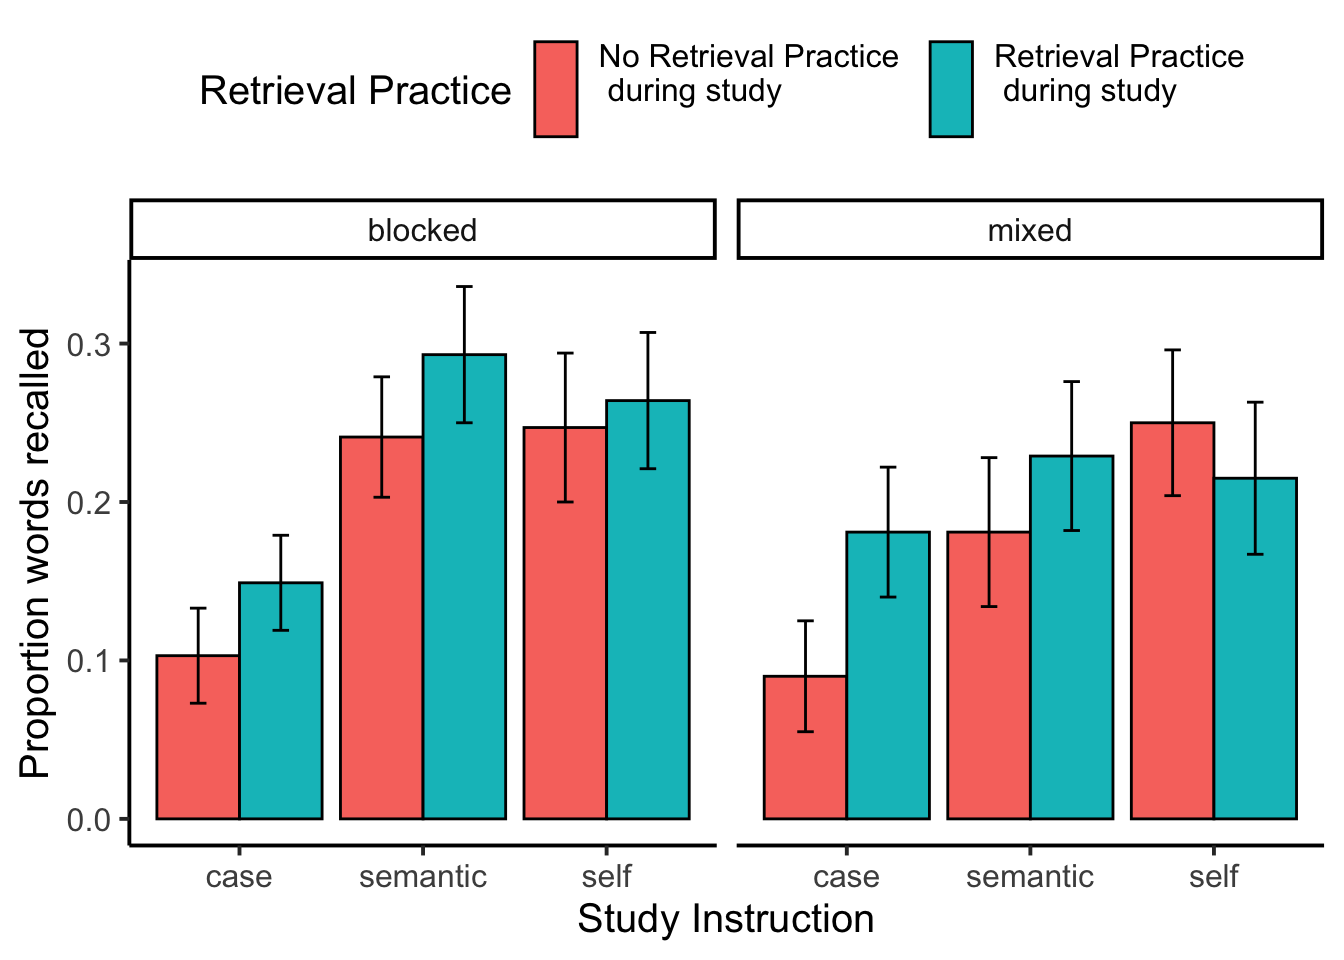 Retrieval Practice
No Retrieval Practice
during study
Retrieval Practice
during study
blocked
mixed
Proportion words recalled
0.3
0.2
0.1
0.0
case semantic self
case semantic self
Study Instruction